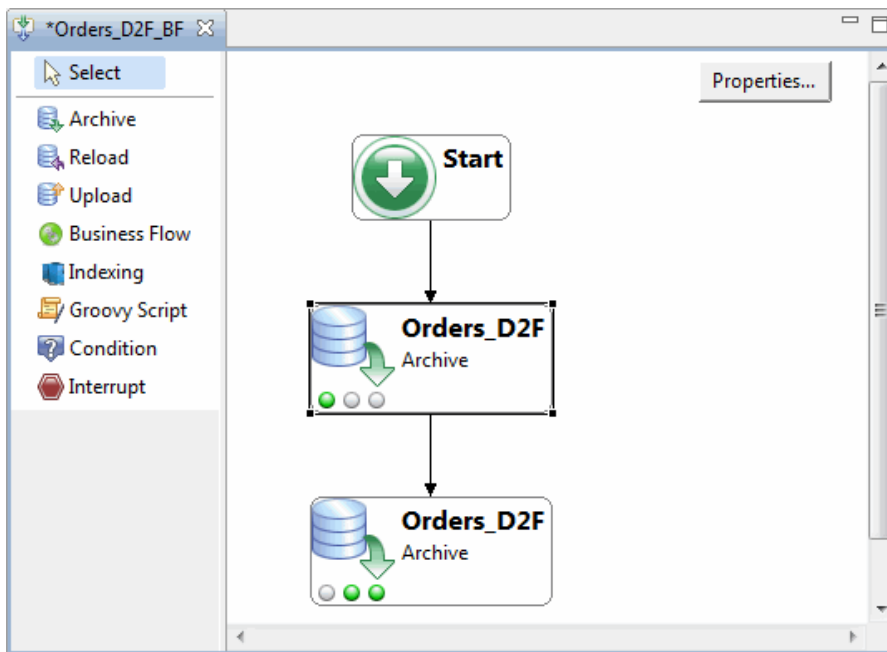 *Orders_D2F_BF
Select
Archive
Reload
Upload
Business Flow
Indexing
Groovy Script
Condition
Interrupt
Properties...
Start
Orders_D2F
Archive
Orders_D2F
Archive